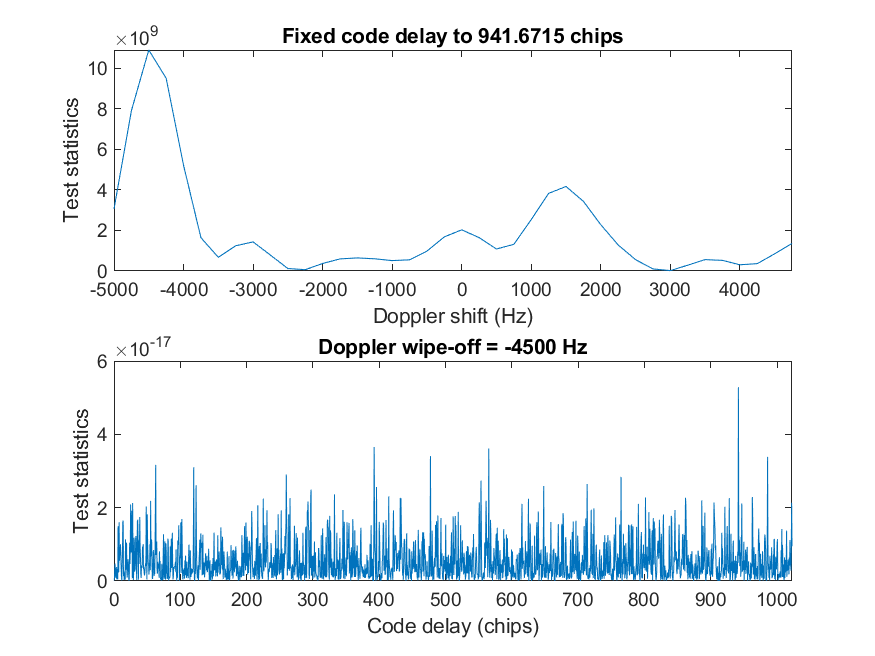 ×10^9
Fixed code delay to 941.6715 chips
10
8
6
4
2
0
Test statistics
-5000 -4000 -3000 -2000 -1000 0 1000 2000 3000 4000
Doppler shift (Hz)
×10^-17
Doppler wipe-off = -4500 Hz
6
4
2
0
Test statistics
0 100 200 300 400 500 600 700 800 900 1000
Code delay (chips)